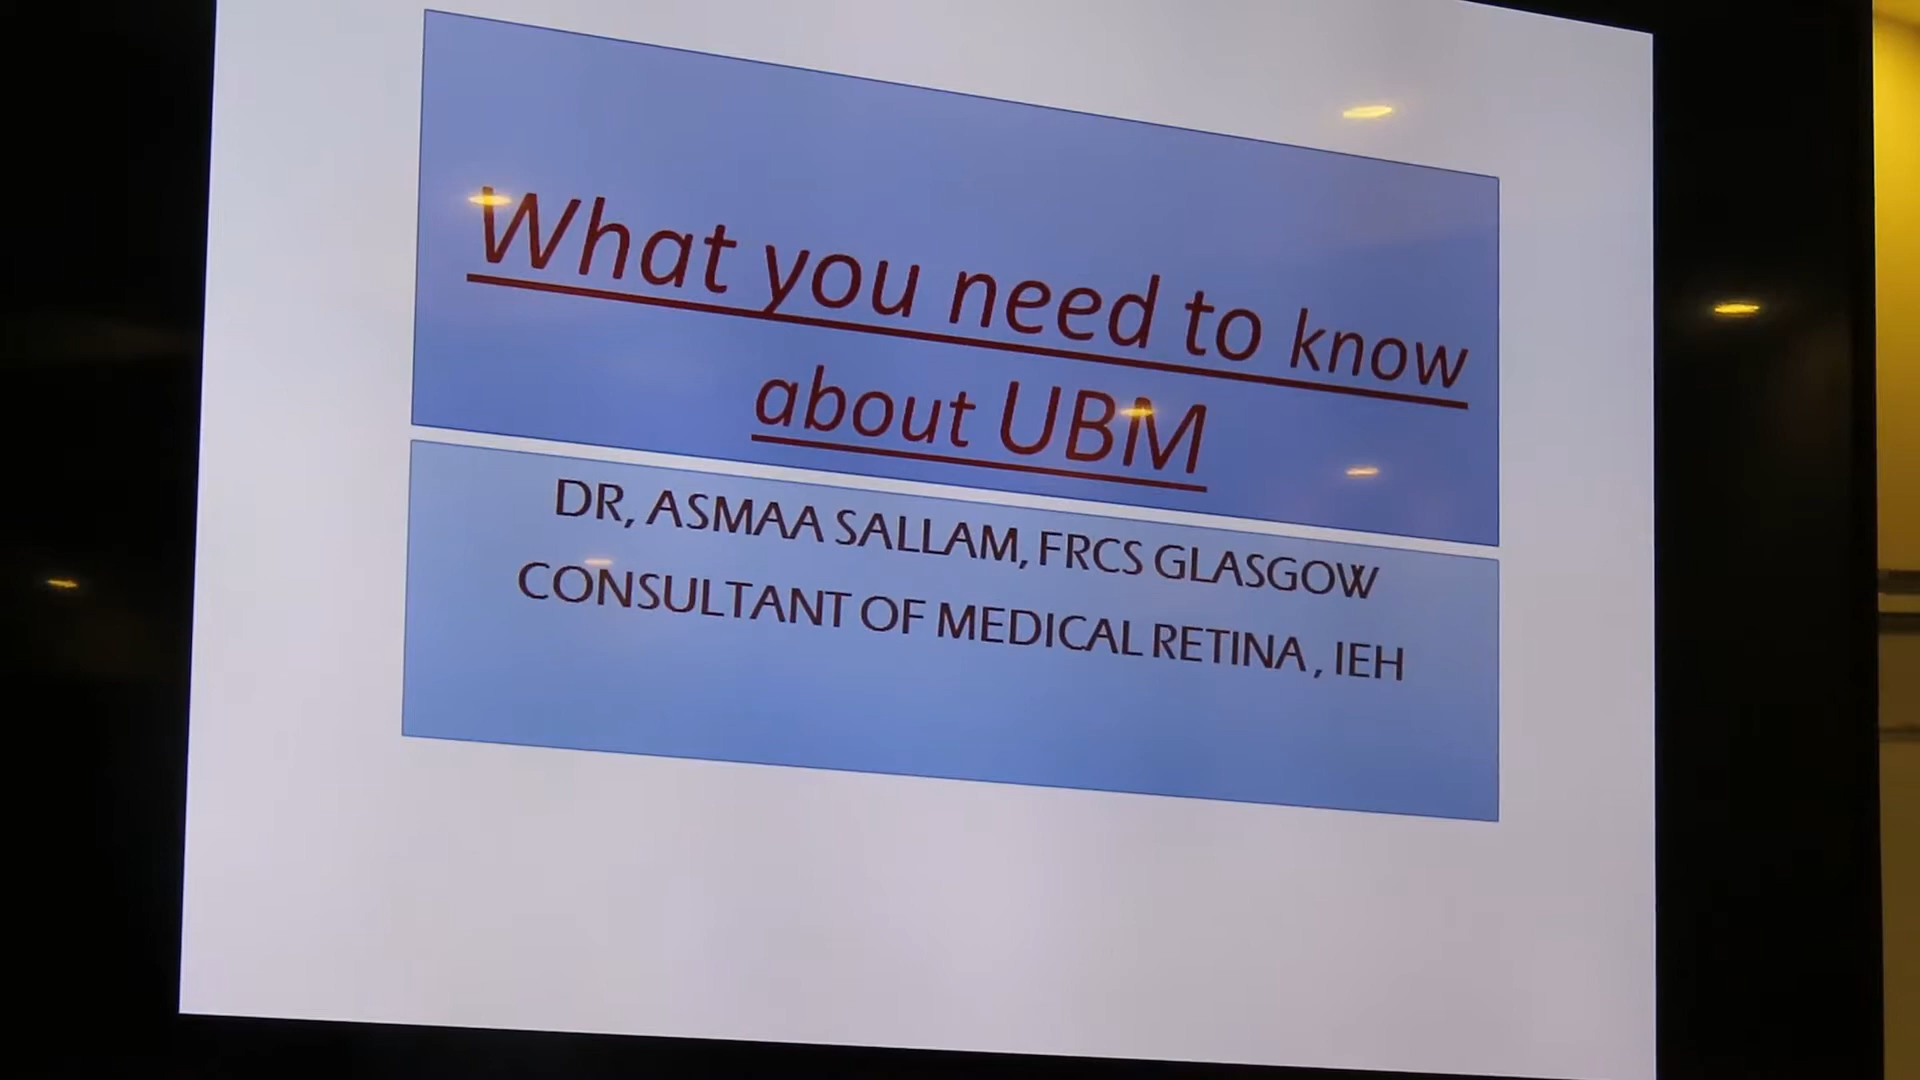 What you need to know
about UBM
DR, ASMAA SALLAM, FRCS GLASGOW
CONSULTANT OF MEDICAL RETINA , IEH